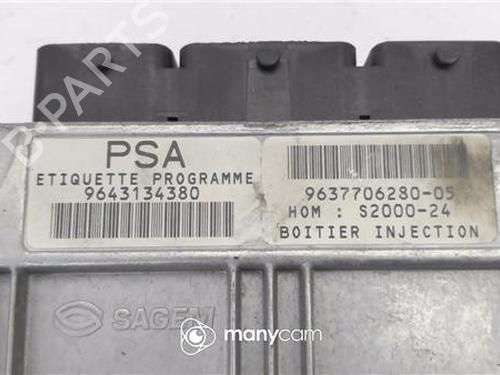 B-PARTS
PSA
ETIQUETTE PROGRAMME
9643134380
9637706280-05
HOM : S2000-24
BOITIER INJECTION
SAGEM
manycam